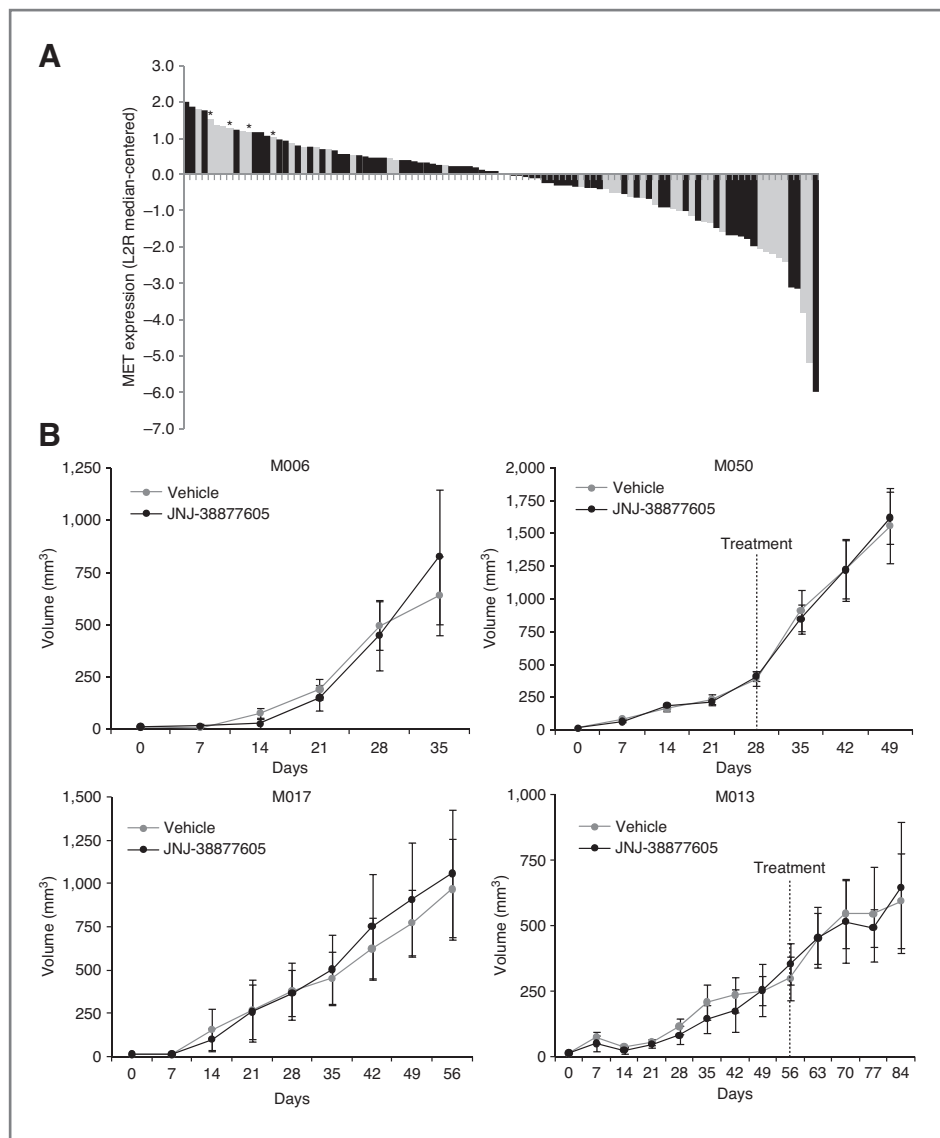 A
3.0
2.0
1.0
0.0
–1.0
–2.0
–3.0
–4.0
–5.0
–6.0
–7.0
MET expression (L2R median-centered)
* * * *
B
M006
1,250
1,000
750
500
250
0
Volume (mm³)
Vehicle
JNJ-38877605
0 7 14 21 28 35
Days
M050
2,000
1,750
1,500
1,250
1,000
750
500
250
0
Volume (mm³)
Vehicle
JNJ-38877605
Treatment
0 7 14 21 28 35 42 49
Days
M017
1,500
1,250
1,000
750
500
250
0
Volume (mm³)
Vehicle
JNJ-38877605
0 7 14 21 28 35 42 49 56
Days
M013
1,000
750
500
250
0
Volume (mm³)
Vehicle
JNJ-38877605
Treatment
0 7 14 21 28 35 42 49 56 63 70 77 84
Days